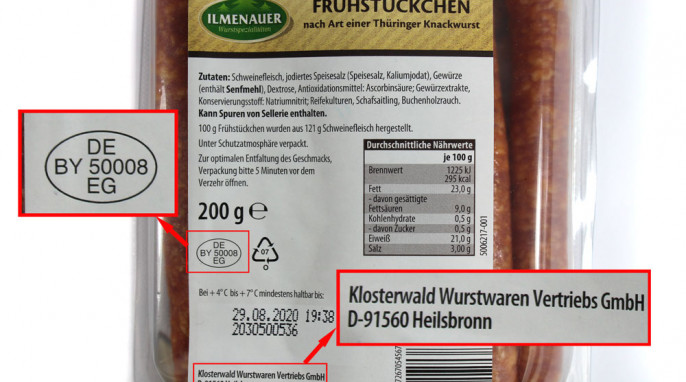 ILMENAUER
Wurstspezialitäten
FRÜHSTÜCKCHEN
nach Art einer Thüringer Knackwurst
Zutaten: Schweinefleisch, jodiertes Speisesalz (Speisesalz, Kaliumjodat), Gewürze
(enthält Senfmehl), Dextrose, Antioxidationsmittel: Ascorbinsäure; Gewürzextrakte,
Konservierungsstoff: Natriumnitrit; Reifekulturen, Schafsaitling, Buchenholzrauch.
Kann Spuren von Sellerie enthalten.
100 g Frühstückchen wurden aus 121 g Schweinefleisch hergestellt.
Unter Schutzatmosphäre verpackt.
Zur optimalen Entfaltung des Geschmacks,
Verpackung bitte 5 Minuten vor dem
Verzehr öffnen.
Durchschnittliche Nährwerte
je 100 g
Brennwert 1225 kJ
295 kcal
Fett 23,0 g
- davon gesättigte
Fettsäuren 9,0 g
Kohlenhydrate 0,5 g
- davon Zucker 0,5 g
Eiweiß 21,0 g
Salz 3,00 g
5006217-001
DE
BY 50008
EG
200 g e
DE
BY 50008
EG
07
O
Bei + 4° C bis + 7° C mindestens haltbar bis:
29.08.2020 19:38
2030500536
Klosterwald Wurstwaren Vertriebs GmbH
D-91560 Heilsbronn
Klosterwald Wurstwaren Vertriebs GmbH
D-91560 Heilsbronn